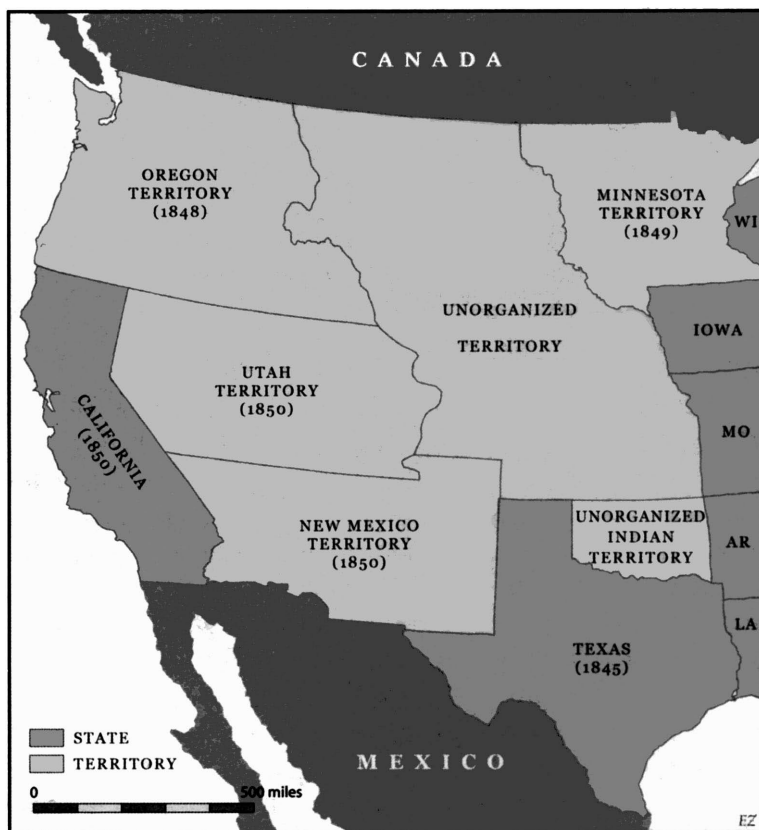 CANADA
OREGON
TERRITORY
(1848)
MINNESOTA
TERRITORY
(1849)
WI
UNORGANIZED
TERRITORY
IOWA
UTAH
TERRITORY
(1850)
CALIFORNIA
(1850)
MO
NEW MEXICO
TERRITORY
(1850)
UNORGANIZED
INDIAN
TERRITORY
AR
LA
TEXAS
(1845)
STATE
TERRITORY
MEXICO
0
500 miles
EZ